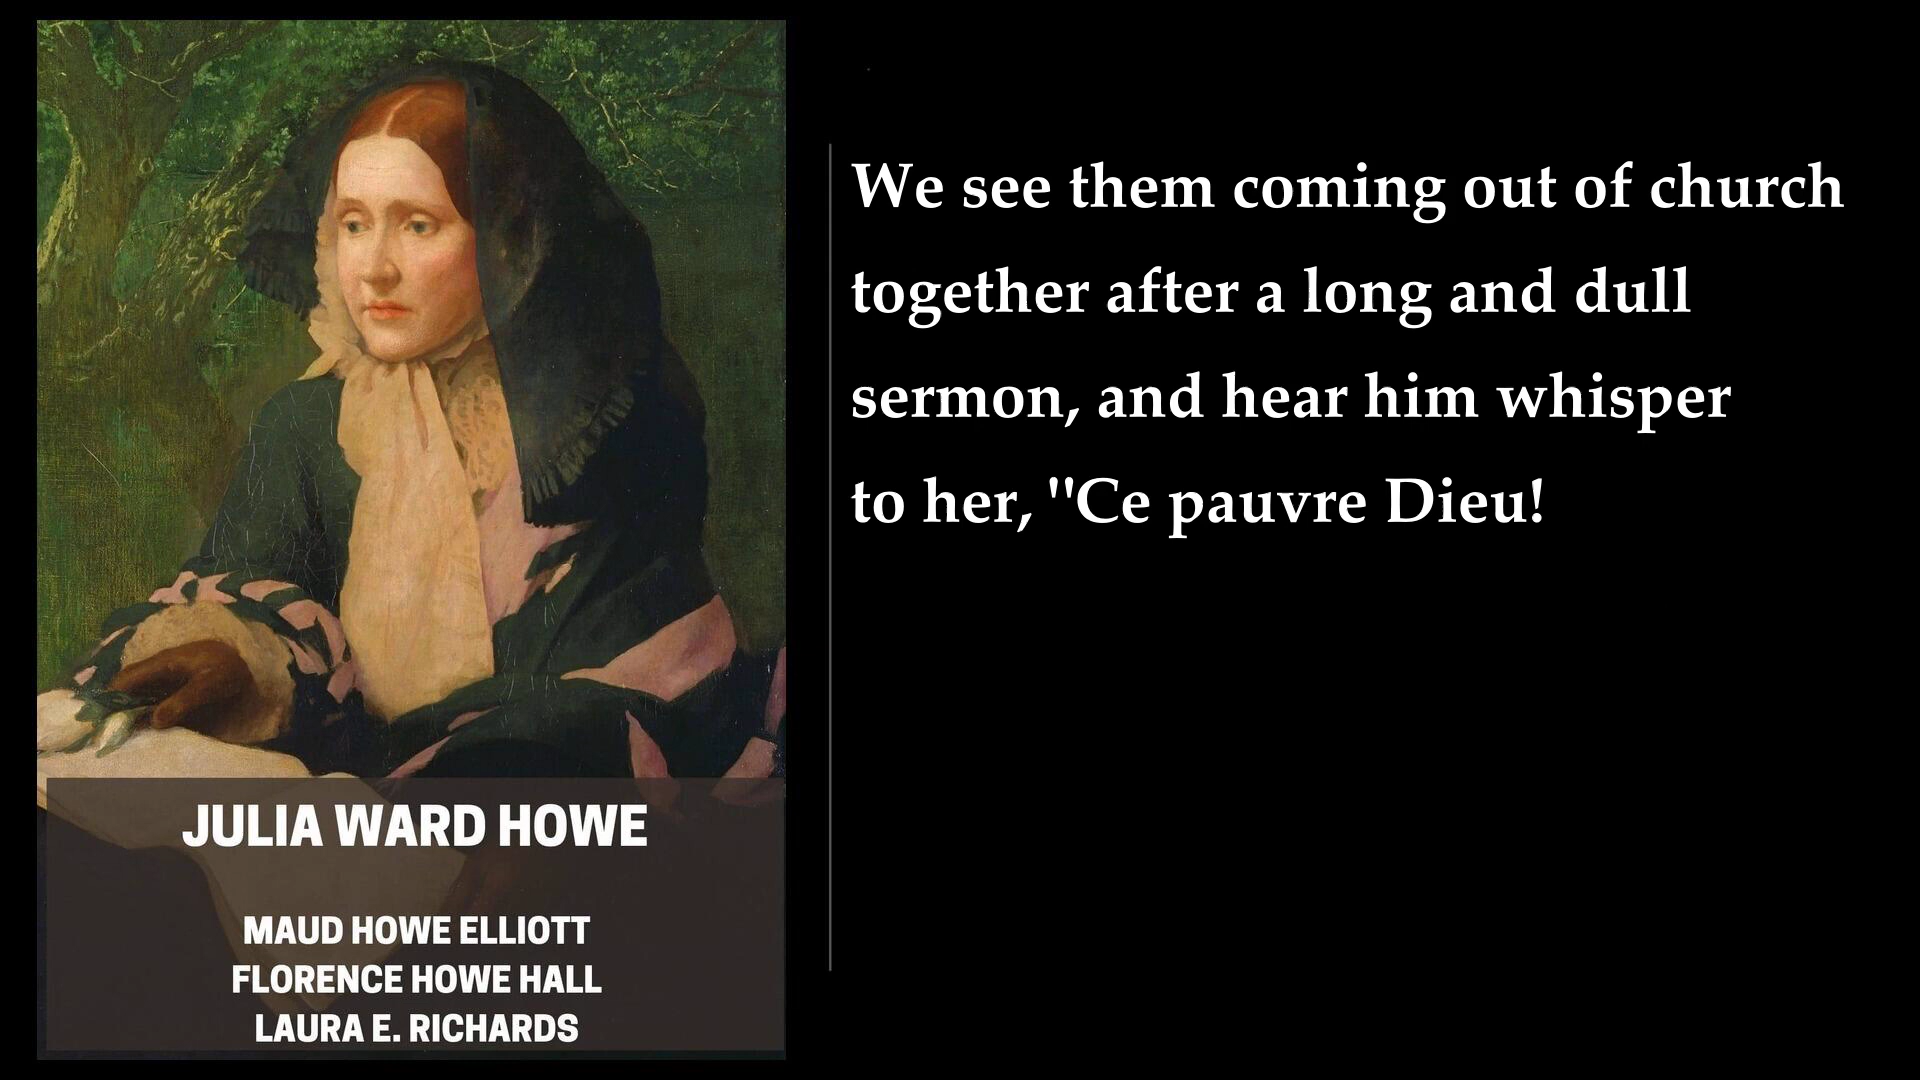 We see them coming out of church
together after a long and dull
sermon, and hear him whisper
to her, "Ce pauvre Dieu!
JULIA WARD HOWE
MAUD HOWE ELLIOTT
FLORENCE HOWE HALL
LAURA E. RICHARDS